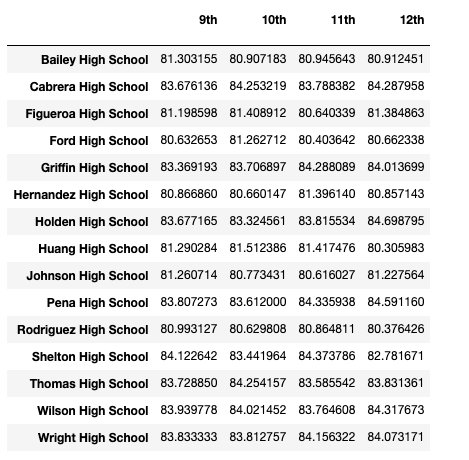 9th 10th 11th 12th
Bailey High School 81.303155 80.907183 80.945643 80.912451
Cabrera High School 83.676136 84.253219 83.788382 84.287958
Figueroa High School 81.198598 81.408912 80.640339 81.384863
Ford High School 80.632653 81.262712 80.403642 80.662338
Griffin High School 83.369193 83.706897 84.288089 84.013699
Hernandez High School 80.866860 80.660147 81.396140 80.857143
Holden High School 83.677165 83.324561 83.815534 84.698795
Huang High School 81.290284 81.512386 81.417476 80.305983
Johnson High School 81.260714 80.773431 80.616027 81.227564
Pena High School 83.807273 83.612000 84.335938 84.591160
Rodriguez High School 80.993127 80.629808 80.864811 80.376426
Shelton High School 84.122642 83.441964 84.373786 82.781671
Thomas High School 83.728850 84.254157 83.585542 83.831361
Wilson High School 83.939778 84.021452 83.764608 84.317673
Wright High School 83.833333 83.812757 84.156322 84.073171